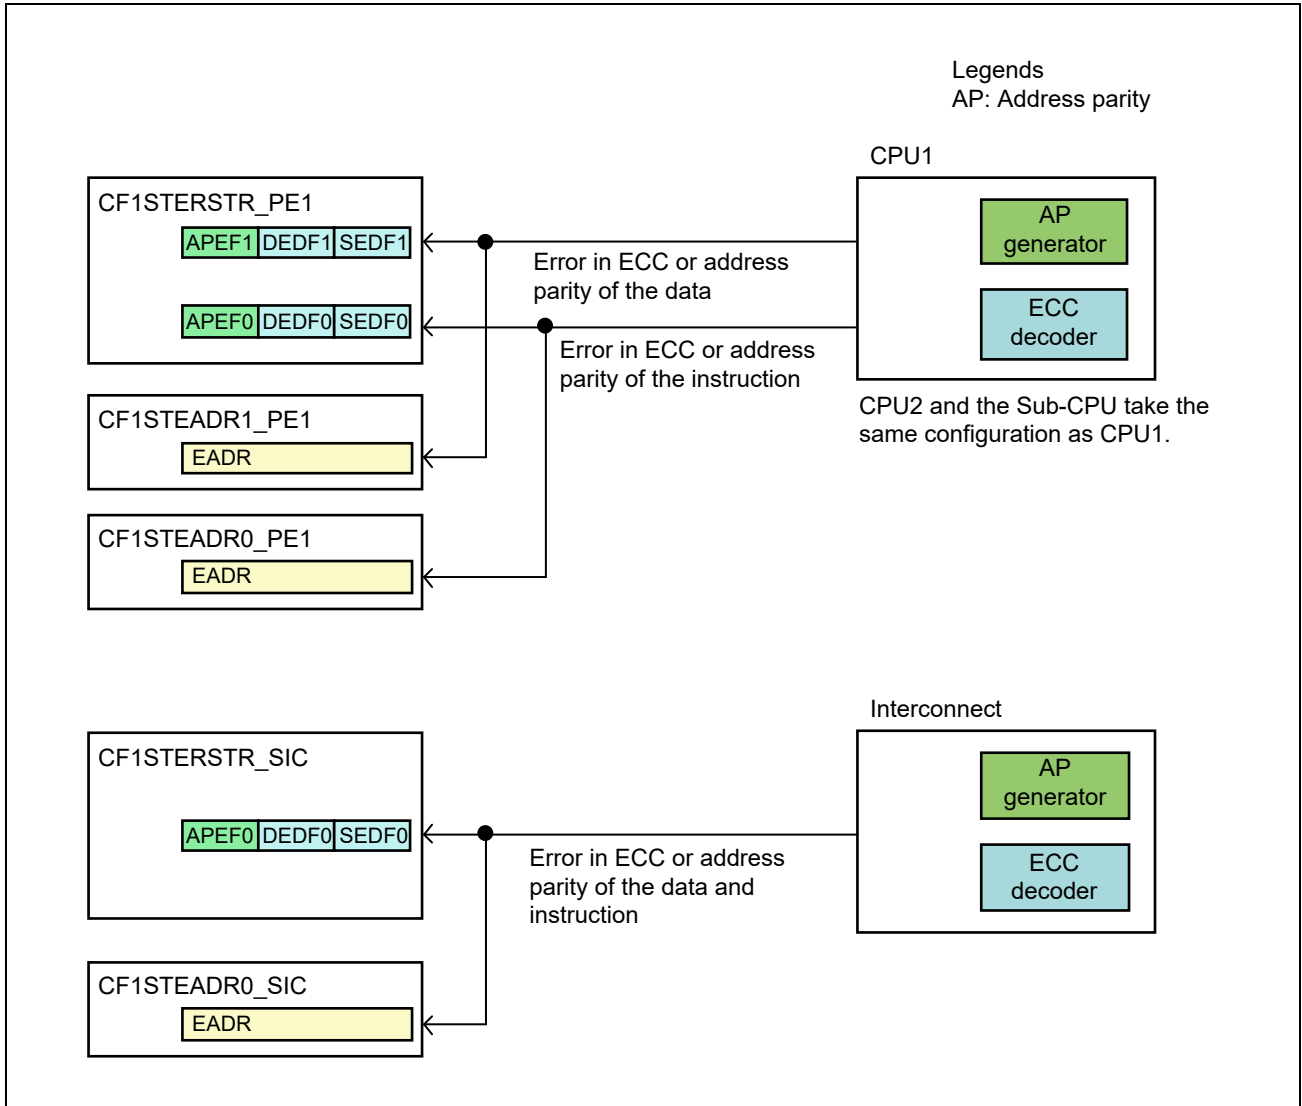 Legends
AP: Address parity
CPU1
CF1STERSTR_PE1
AP
generator
APEF1 DEDF1 SEDF1
Error in ECC or address
parity of the data
ECC
decoder
APEF0 DEDF0 SEDF0
Error in ECC or address
parity of the instruction
CPU2 and the Sub-CPU take the
same configuration as CPU1.
CF1STEADR1_PE1
EADR
CF1STEADR0_PE1
EADR
Interconnect
CF1STERSTR_SIC
AP
generator
APEF0 DEDF0 SEDF0
Error in ECC or address
parity of the data and
instruction
ECC
decoder
CF1STEADR0_SIC
EADR